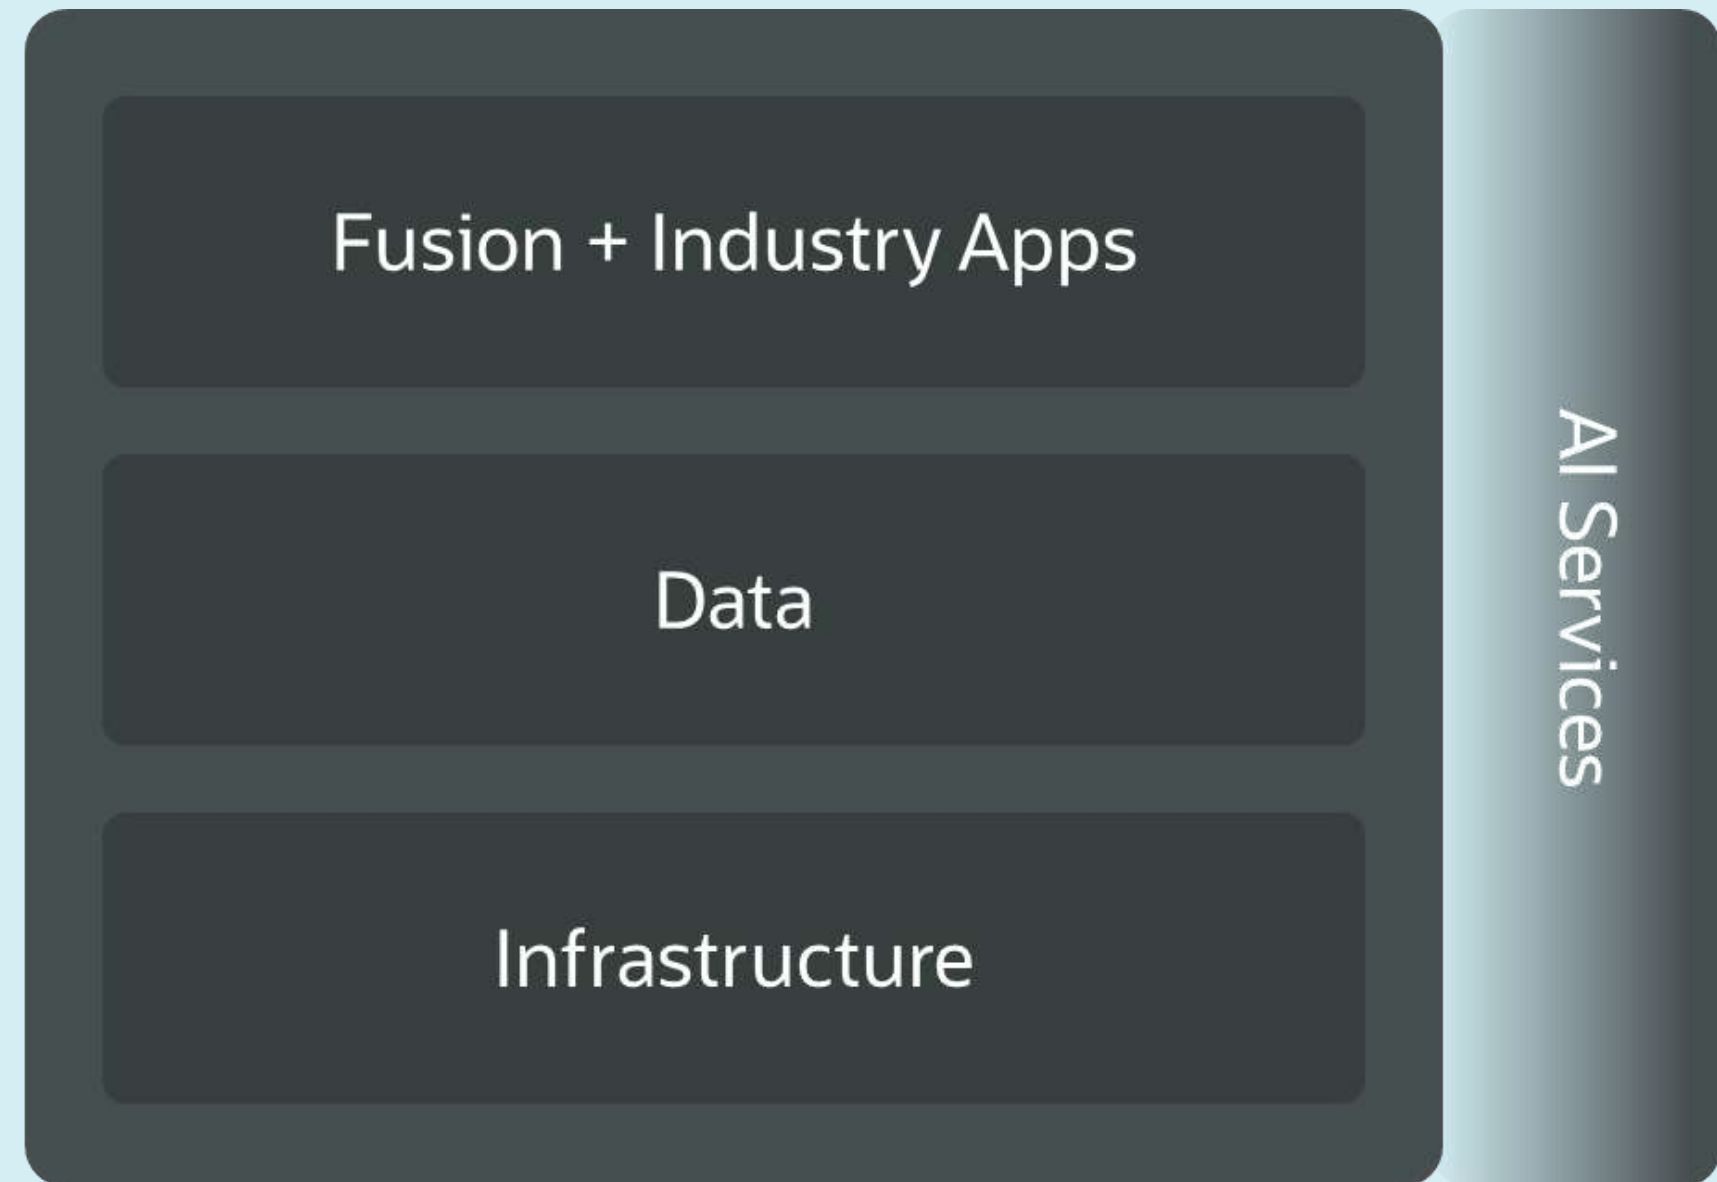 Fusion + Industry Apps
Data
Infrastructure
AI Services